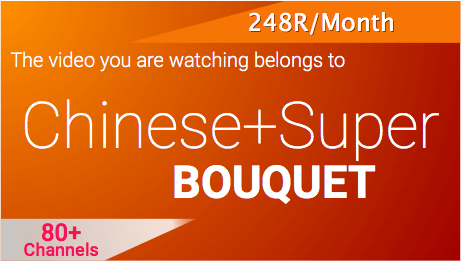 248R/Month
The video you are watching belongs to
Chinese+Super
BOUQUET
80+
Channels